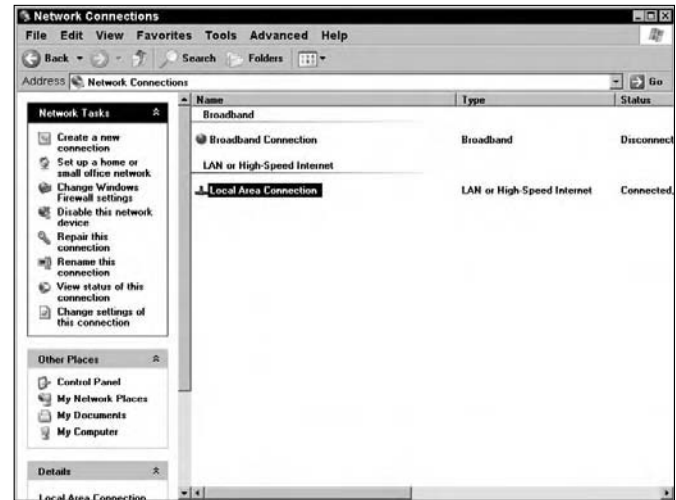 Network Connections
File Edit View Favorites Tools Advanced Help
Back Search Folders
Address Network Connections Go
Name Type Status
Broadband
Broadband Connection Broadband Disconnect
LAN or High-Speed Internet
Local Area Connection LAN or High-Speed Internet Connected,
Network Tasks
Create a new
connection
Set up a home or
small office network
Change Windows
Firewall settings
Disable this network
device
Repair this
connection
Rename this
connection
View status of this
connection
Change settings of
this connection
Other Places
Control Panel
My Network Places
My Documents
My Computer
Details
Local Area Connection